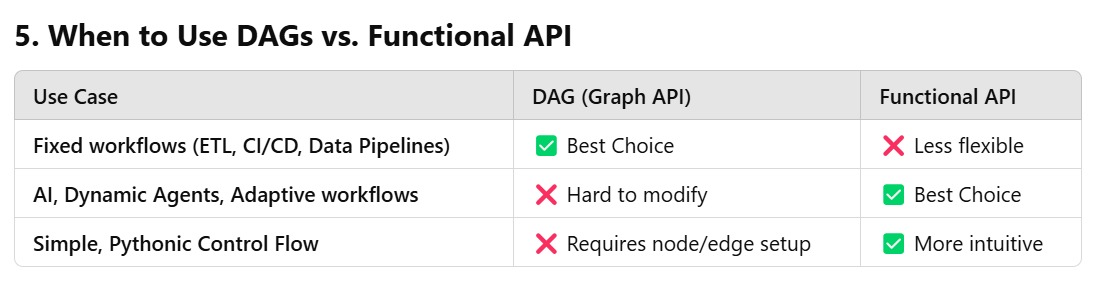 5. When to Use DAGs vs. Functional API
Use Case DAG (Graph API) Functional API
Fixed workflows (ETL, CI/CD, Data Pipelines) ✅ Best Choice ❌ Less flexible
AI, Dynamic Agents, Adaptive workflows ❌ Hard to modify ✅ Best Choice
Simple, Pythonic Control Flow ❌ Requires node/edge setup ✅ More intuitive